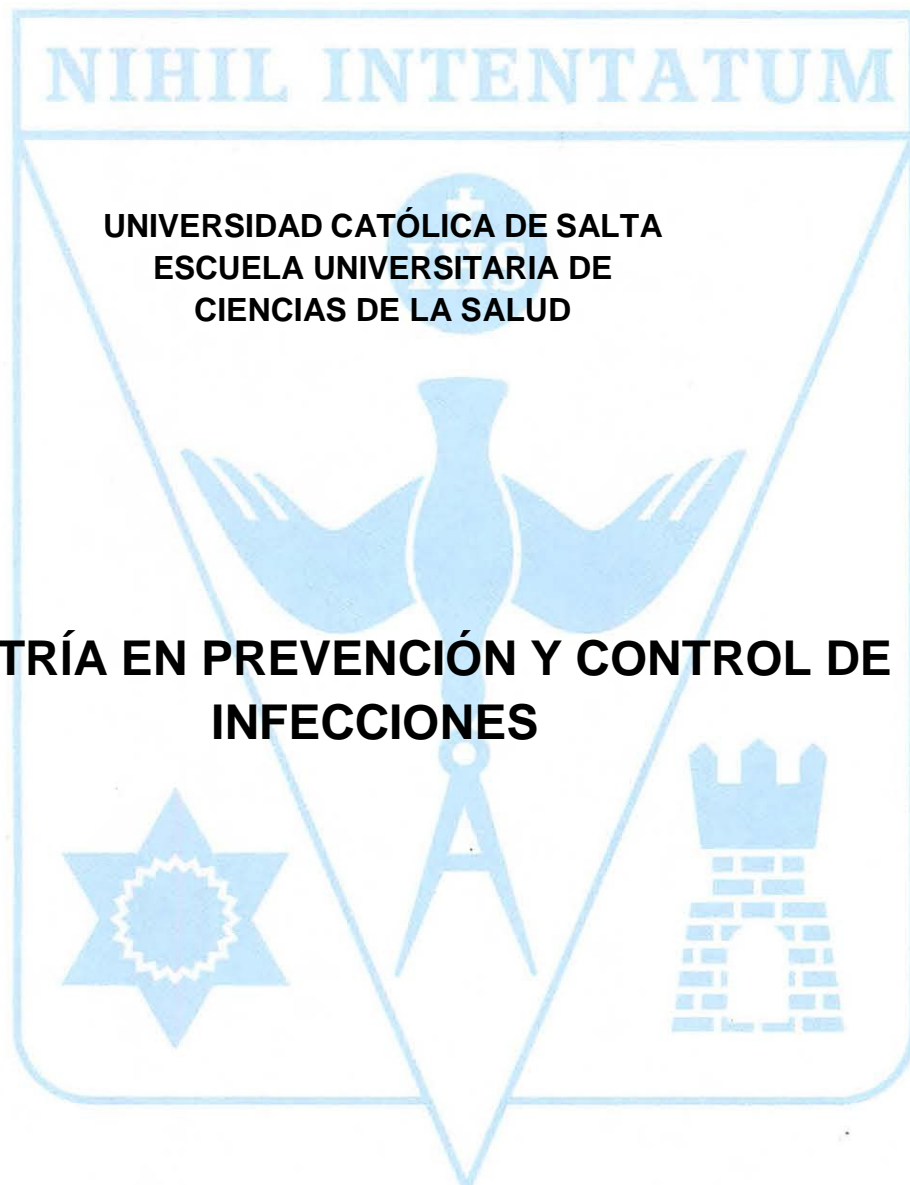 NIHIL INTENTATUM
UNIVERSIDAD CATÓLICA DE SALTA
ESCUELA UNIVERSITARIA DE
CIENCIAS DE LA SALUD
TRÍA EN PREVENCIÓN Y CONTROL DE
INFECCIONES